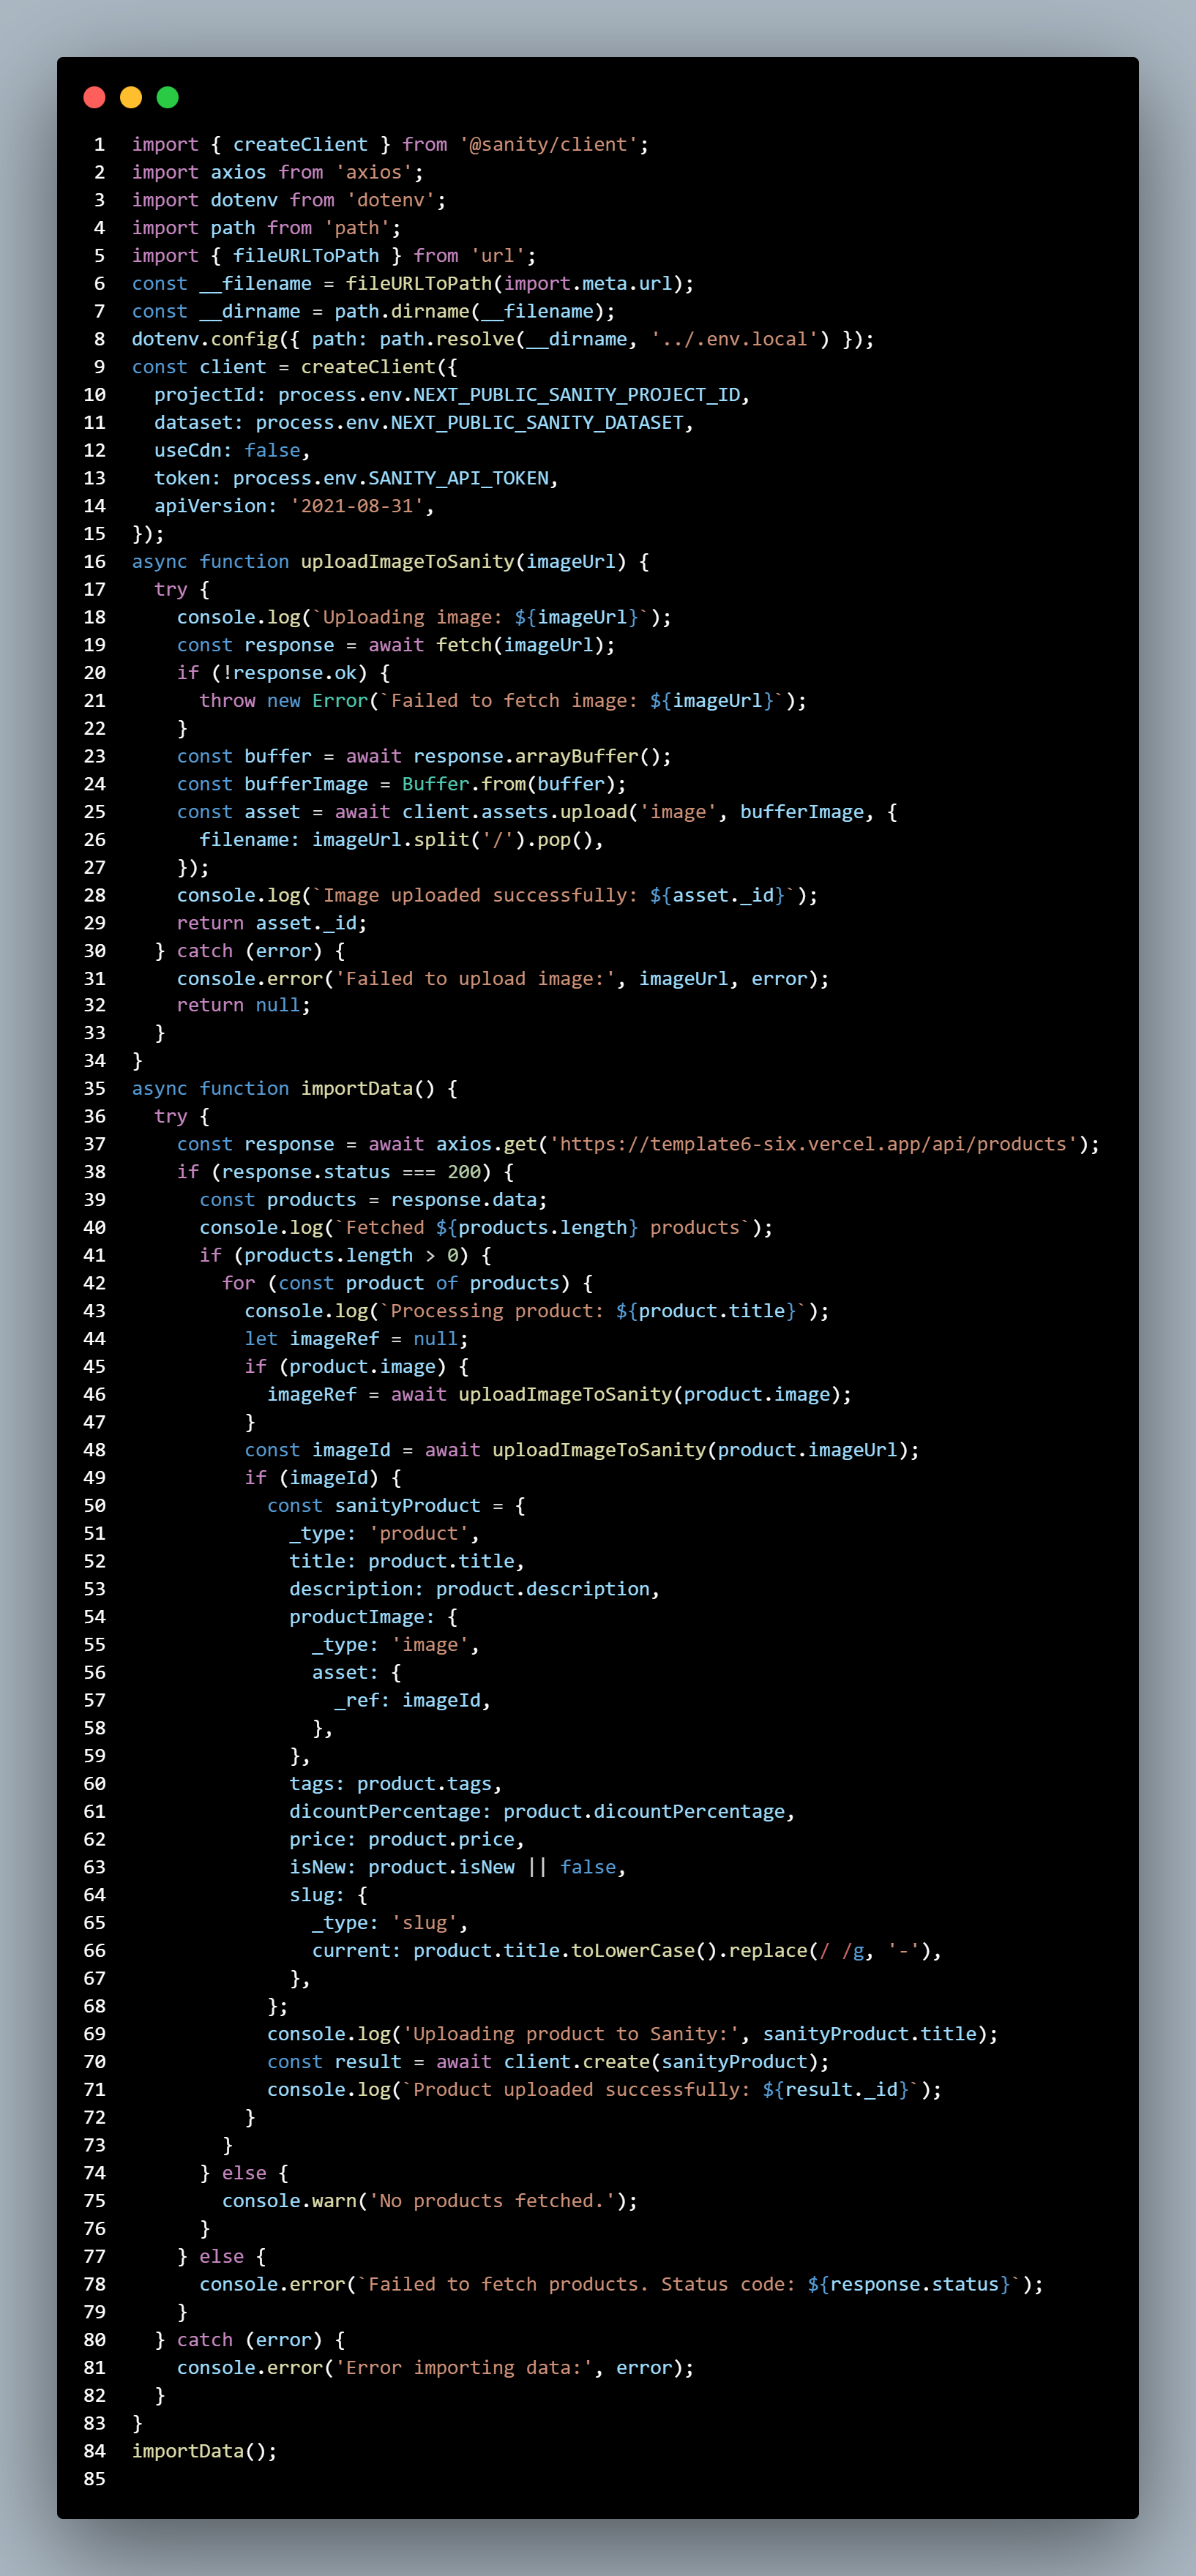 1 import { createClient } from '@sanity/client';
2 import axios from 'axios';
3 import dotenv from 'dotenv';
4 import path from 'path';
5 import { fileURLToPath } from 'url';
6 const __filename = fileURLToPath(import.meta.url);
7 const __dirname = path.dirname(__filename);
8 dotenv.config({ path: path.resolve(__dirname, '../.env.local') });
9 const client = createClient({
10   projectId: process.env.NEXT_PUBLIC_SANITY_PROJECT_ID,
11   dataset: process.env.NEXT_PUBLIC_SANITY_DATASET,
12   useCdn: false,
13   token: process.env.SANITY_API_TOKEN,
14   apiVersion: '2021-08-31',
15 });
16 async function uploadImageToSanity(imageUrl) {
17   try {
18     console.log(`Uploading image: ${imageUrl}`);
19     const response = await fetch(imageUrl);
20     if (!response.ok) {
21       throw new Error(`Failed to fetch image: ${imageUrl}`);
22     }
23     const buffer = await response.arrayBuffer();
24     const bufferImage = Buffer.from(buffer);
25     const asset = await client.assets.upload('image', bufferImage, {
26       filename: imageUrl.split('/').pop(),
27     });
28     console.log(`Image uploaded successfully: ${asset._id}`);
29     return asset._id;
30   } catch (error) {
31     console.error('Failed to upload image:', imageUrl, error);
32     return null;
33   }
34 }
35 async function importData() {
36   try {
37     const response = await axios.get('https://template6-six.vercel.app/api/products');
38     if (response.status === 200) {
39       const products = response.data;
40       console.log(`Fetched ${products.length} products`);
41       if (products.length > 0) {
42         for (const product of products) {
43           console.log(`Processing product: ${product.title}`);
44           let imageRef = null;
45           if (product.image) {
46             imageRef = await uploadImageToSanity(product.image);
47           }
48           const imageId = await uploadImageToSanity(product.imageUrl);
49           if (imageId) {
50             const sanityProduct = {
51               _type: 'product',
52               title: product.title,
53               description: product.description,
54               productImage: {
55                 _type: 'image',
56                 asset: {
57                   _ref: imageId,
58                 },
59               },
60               tags: product.tags,
61               dicountPercentage: product.dicountPercentage,
62               price: product.price,
63               isNew: product.isNew || false,
64               slug: {
65                 _type: 'slug',
66                 current: product.title.toLowerCase().replace(/ /g, '-'),
67               },
68             };
69             console.log('Uploading product to Sanity:', sanityProduct.title);
70             const result = await client.create(sanityProduct);
71             console.log(`Product uploaded successfully: ${result._id}`);
72           }
73         }
74       } else {
75         console.warn('No products fetched.');
76       }
77     } else {
78       console.error(`Failed to fetch products. Status code: ${response.status}`);
79     }
80   } catch (error) {
81     console.error('Error importing data:', error);
82   }
83 }
84 importData();
85